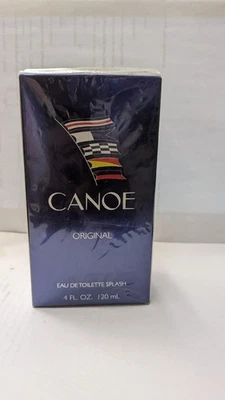 CANOE
ORIGINAL
EAU DE TOILETTE SPLASH
4 FL. OZ. 120 mL